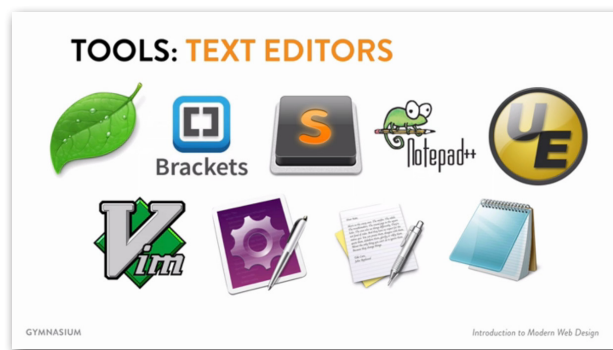 TOOLS: TEXT EDITORS
Brackets
S
Notepad++
UE
Vim
GYMNASIUM
Introduction to Modern Web Design